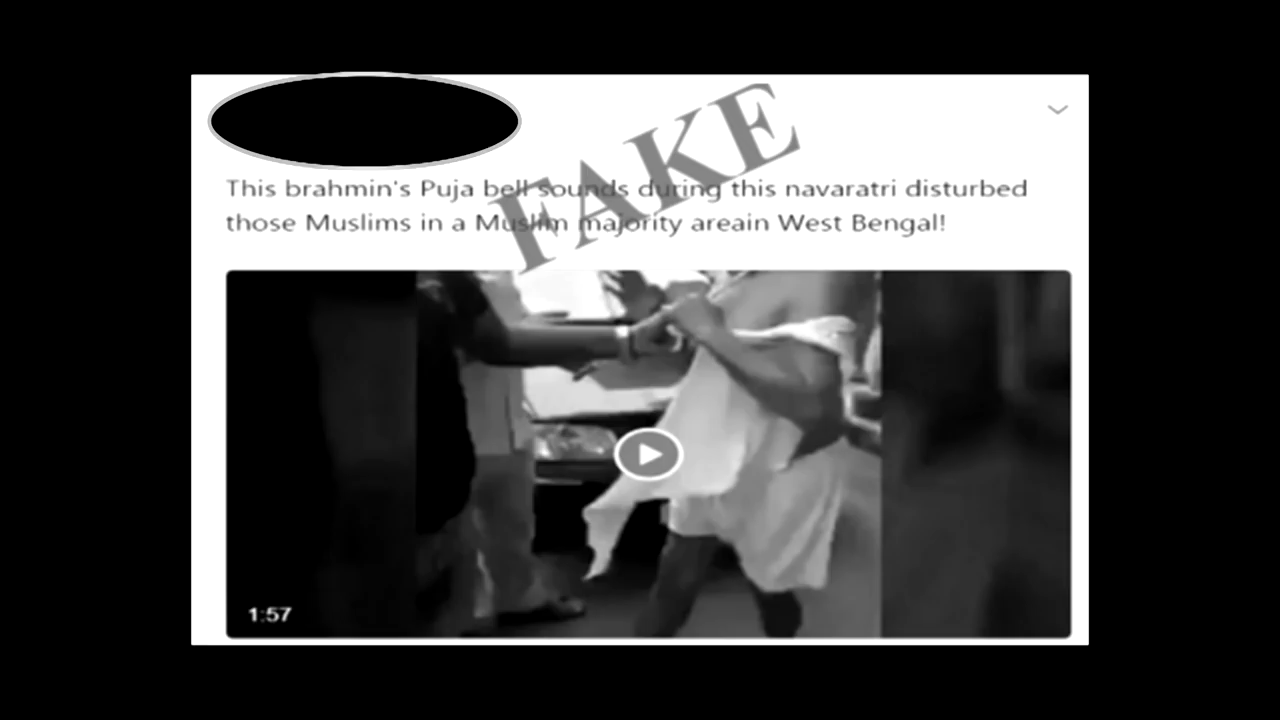 FAKE
This brahmin's Puja bell sounds during this navaratri disturbed
those Muslims in a Muslim majority areain West Bengal!
1:57